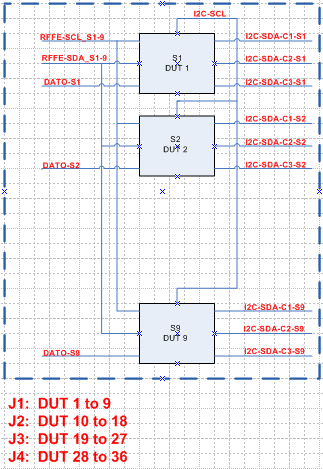 I2C-SCL
RFFE-SCL_S1-9
I2C-SDA-C1-S1
RFFE-SDA_S1-9
S1
DUT 1
I2C-SDA-C2-S1
DATO-S1
I2C-SDA-C3-S1
I2C-SDA-C1-S2
S2
DUT 2
I2C-SDA-C2-S2
DATO-S2
I2C-SDA-C3-S2
I2C-SDA-C1-S9
S9
DUT 9
I2C-SDA-C2-S9
DATO-S9
I2C-SDA-C3-S9
J1: DUT 1 to 9
J2: DUT 10 to 18
J3: DUT 19 to 27
J4: DUT 28 to 36